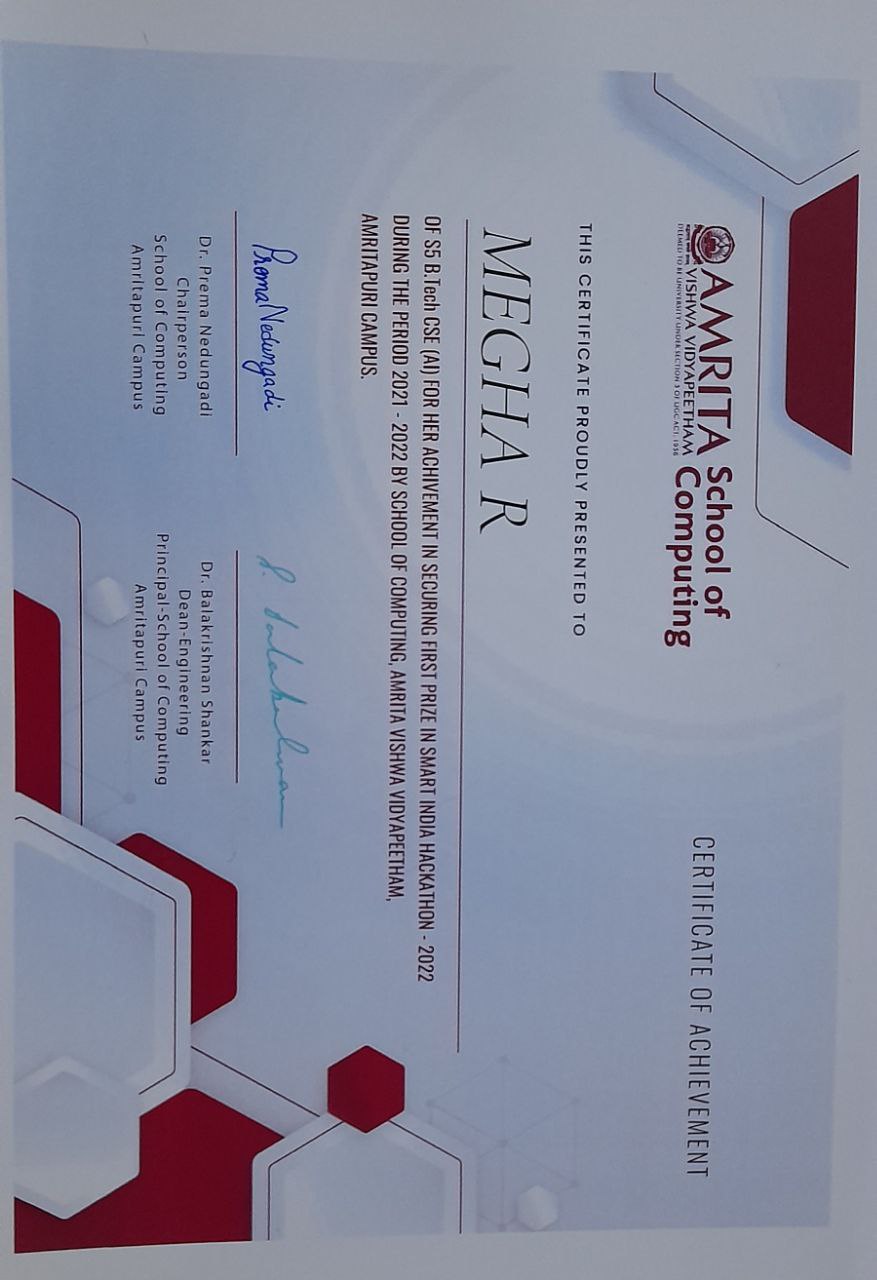 AMRITA School of
VISHWA VIDYAPEETHAM Computing
DEEMED TO BE UNIVERSITY UNDER SECTION 3 OF UGC ACT, 1956
CERTIFICATE OF ACHIEVEMENT
THIS CERTIFICATE PROUDLY PRESENTED TO
MEGHA R
OF S5 B.Tech CSE (AI) FOR HER ACHIVEMENT IN SECURING FIRST PRIZE IN SMART INDIA HACKATHON - 2022
DURING THE PERIOD 2021 - 2022 BY SCHOOL OF COMPUTING, AMRITA VISHWA VIDYAPEETHAM,
AMRITAPURI CAMPUS.
Prema Nedungadi
Dr. Prema Nedungadi
Chairperson
School of Computing
Amritapuri Campus
Dr. Balakrishnan Shankar
Dean-Engineering
Principal-School of Computing
Amritapuri Campus